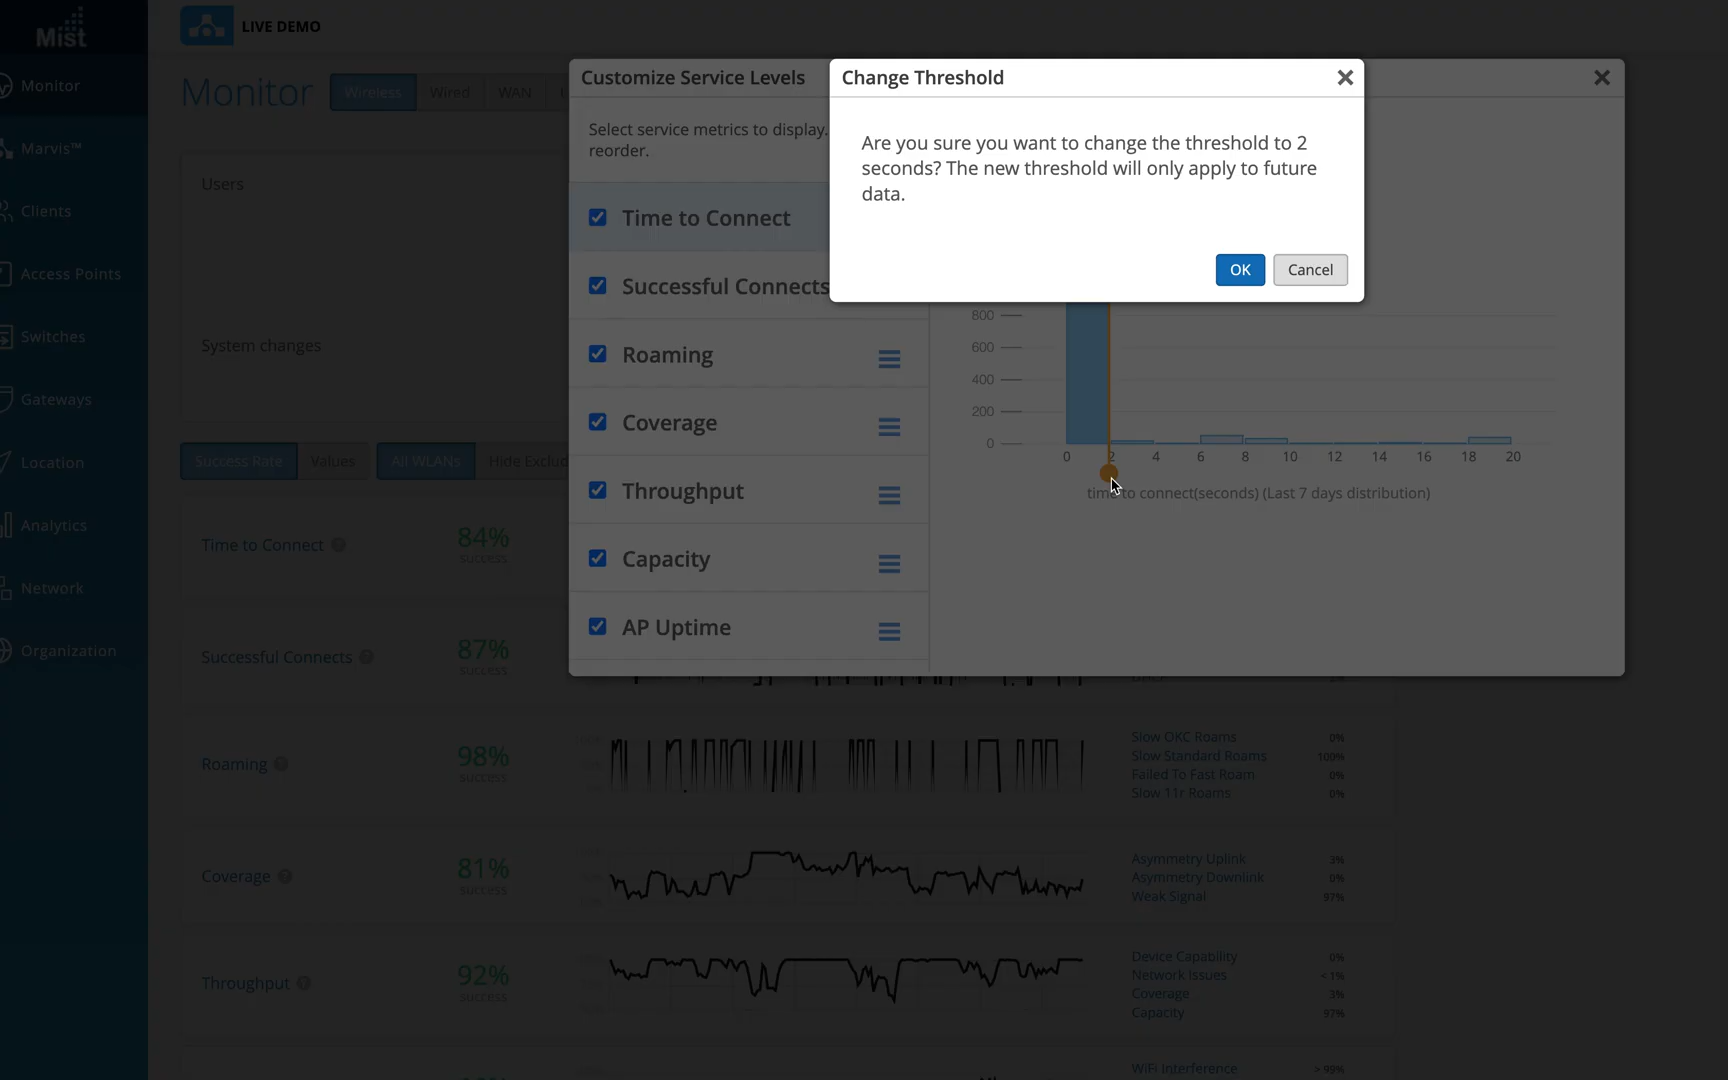 Mist
LIVE DEMO
Monitor
Marvis™
Clients
Access Points
Switches
Gateways
Location
Analytics
Network
Organization
Monitor
Wireless
Wired
WAN
Users
System changes
Success Rate
Values
All WLANs
Hide Exclud
Customize Service Levels
Select service metrics to display.
reorder.
Time to Connect
Successful Connects
Roaming
Coverage
Throughput
Capacity
AP Uptime
Change Threshold
Are you sure you want to change the threshold to 2
seconds? The new threshold will only apply to future
data.
OK
Cancel
800
600
400
200
0
0 2 4 6 8 10 12 14 16 18 20
time to connect(seconds) (Last 7 days distribution)
Time to Connect
84%
success
Successful Connects
87%
success
Roaming
98%
success
Slow OKC Roams 0%
Slow Standard Roams 100%
Failed To Fast Roam 0%
Slow 11r Roams 0%
Coverage
81%
success
Asymmetry Uplink 3%
Asymmetry Downlink 0%
Weak Signal 97%
Throughput
92%
success
Device Capability 0%
Network Issues <1%
Coverage 3%
Capacity 97%
WiFi Interference >99%